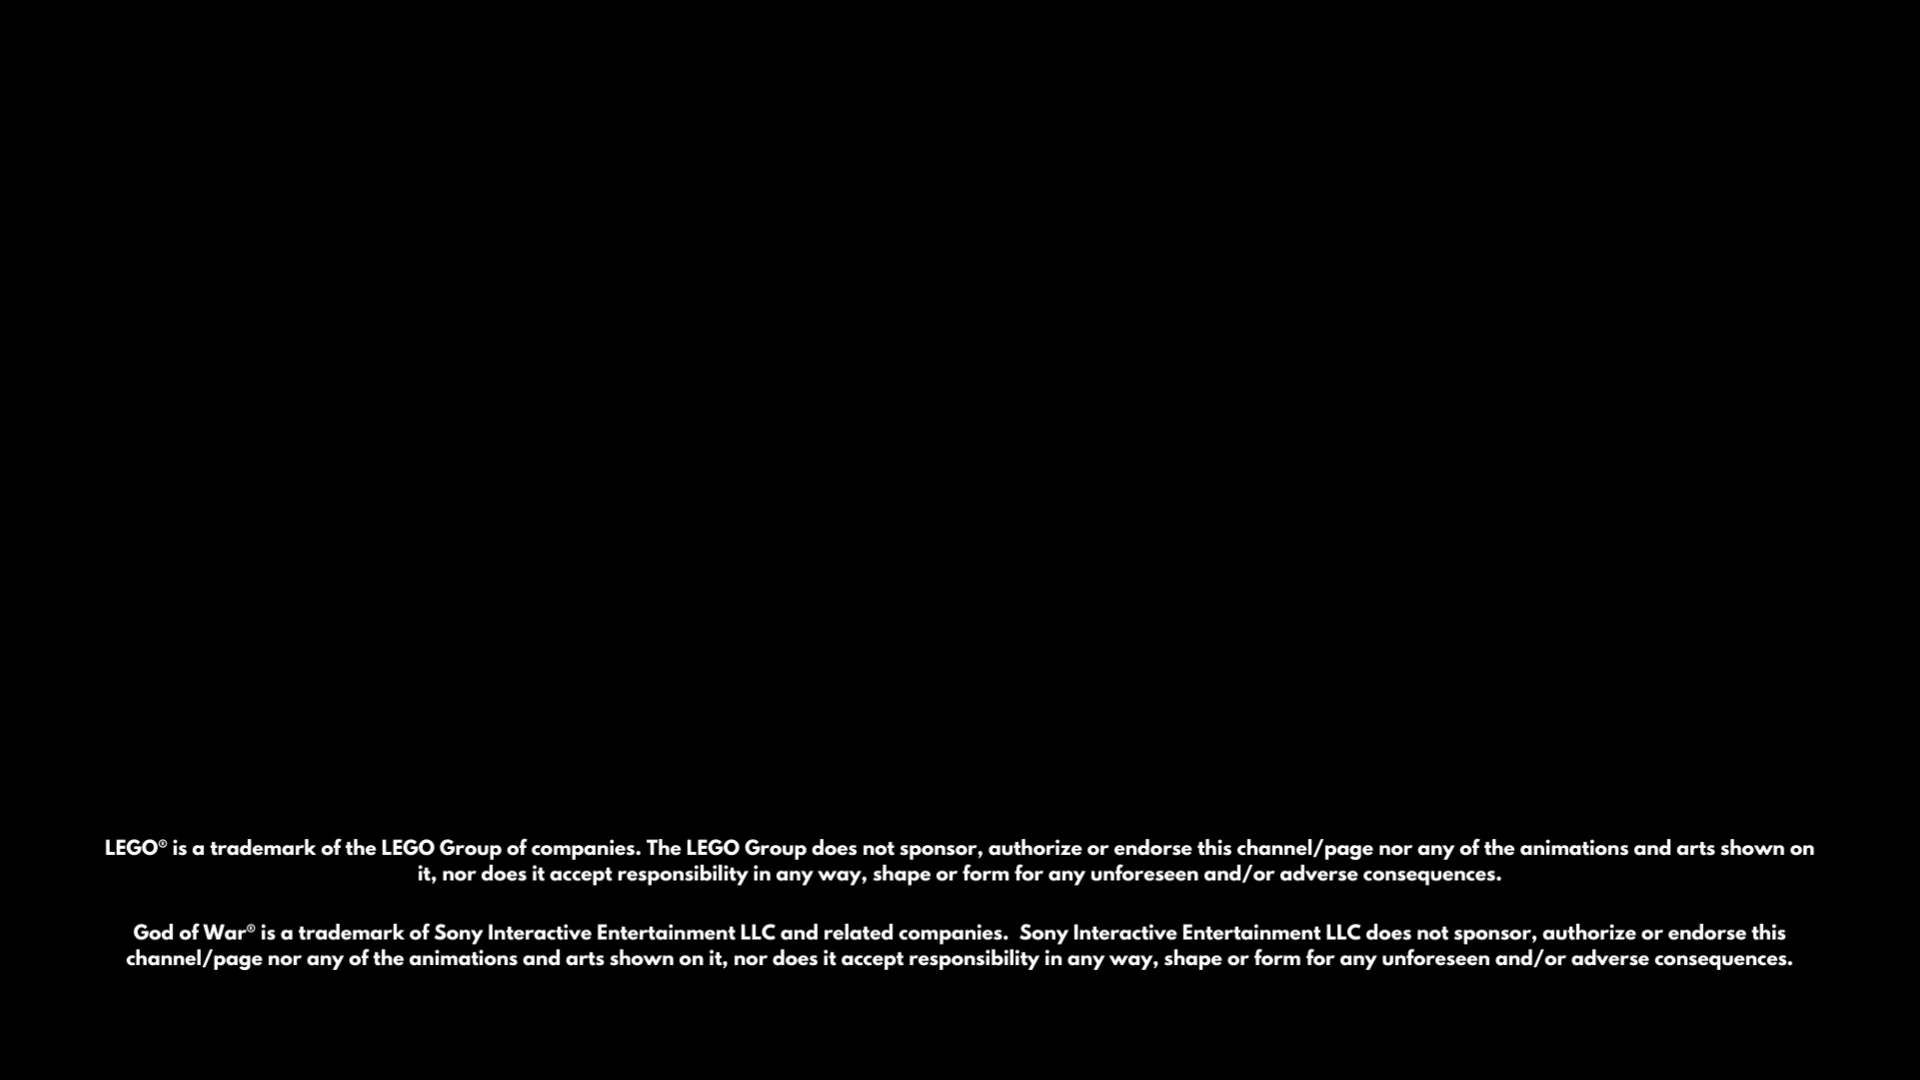 LEGO® is a trademark of the LEGO Group of companies. The LEGO Group does not sponsor, authorize or endorse this channel/page nor any of the animations and arts shown on
it, nor does it accept responsibility in any way, shape or form for any unforeseen and/or adverse consequences.
God of War® is a trademark of Sony Interactive Entertainment LLC and related companies.  Sony Interactive Entertainment LLC does not sponsor, authorize or endorse this
channel/page nor any of the animations and arts shown on it, nor does it accept responsibility in any way, shape or form for any unforeseen and/or adverse consequences.